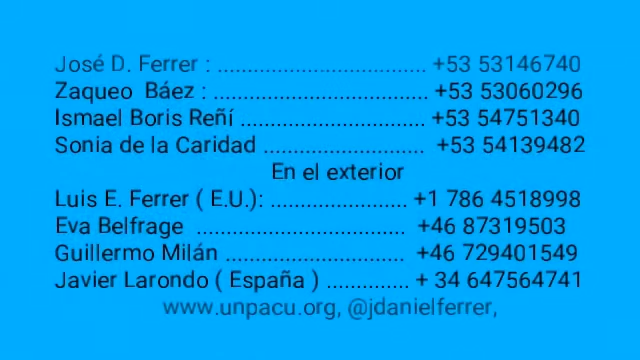 José D. Ferrer : ................................... +53 53146740
Zaqueo Báez : .................................... +53 53060296
Ismael Boris Reñí ............................... +53 54751340
Sonia de la Caridad ........................... +53 54139482
En el exterior
Luis E. Ferrer ( E.U.): ....................... +1 786 4518998
Eva Belfrage ................................... +46 87319503
Guillermo Milán .............................. +46 729401549
Javier Larondo ( España ) .............. + 34 647564741
www.unpacu.org, @jdanielferrer,